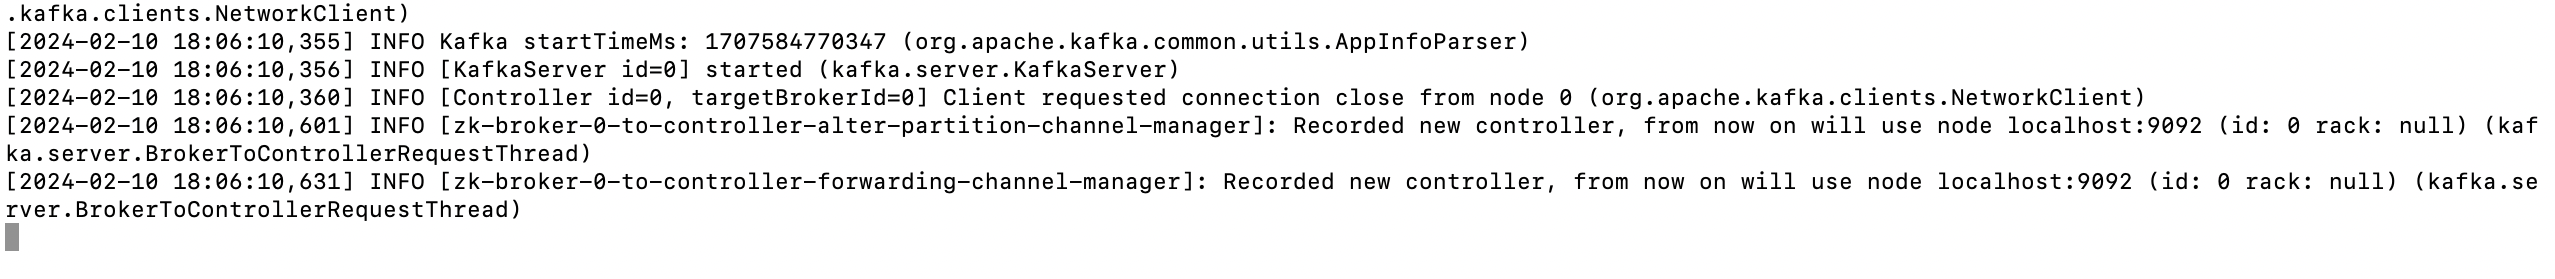 .kafka.clients.NetworkClient)
[2024-02-10 18:06:10,355] INFO Kafka startTimeMs: 1707584770347 (org.apache.kafka.common.utils.AppInfoParser)
[2024-02-10 18:06:10,356] INFO [KafkaServer id=0] started (kafka.server.KafkaServer)
[2024-02-10 18:06:10,360] INFO [Controller id=0, targetBrokerId=0] Client requested connection close from node 0 (org.apache.kafka.clients.NetworkClient)
[2024-02-10 18:06:10,601] INFO [zk-broker-0-to-controller-alter-partition-channel-manager]: Recorded new controller, from now on will use node localhost:9092 (id: 0 rack: null) (kaf
ka.server.BrokerToControllerRequestThread)
[2024-02-10 18:06:10,631] INFO [zk-broker-0-to-controller-forwarding-channel-manager]: Recorded new controller, from now on will use node localhost:9092 (id: 0 rack: null) (kafka.se
rver.BrokerToControllerRequestThread)